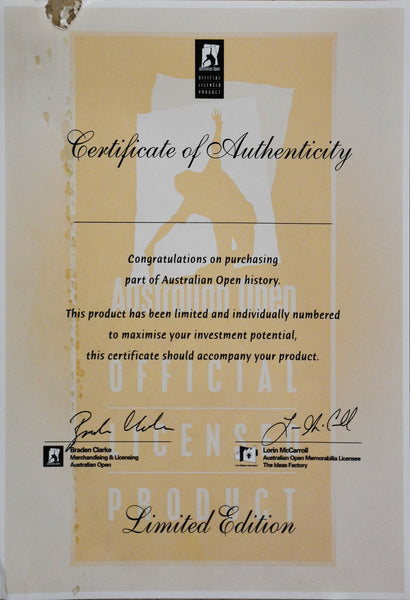 Australian Open
OFFICIAL
LICENSED
PRODUCT
Certificate of Authenticity
Congratulations on purchasing
part of Australian Open history.
Australian Open
This product has been limited and individually numbered
to maximise your investment potential,
this certificate should accompany your product.
OFFICIAL
LICENSED
Braden Clarke
Merchandising & Licensing
Australian Open
Lorin McCarroll
Australian Open Memorabilia Licensee
The Ideas Factory
PRODUCT
Limited Edition